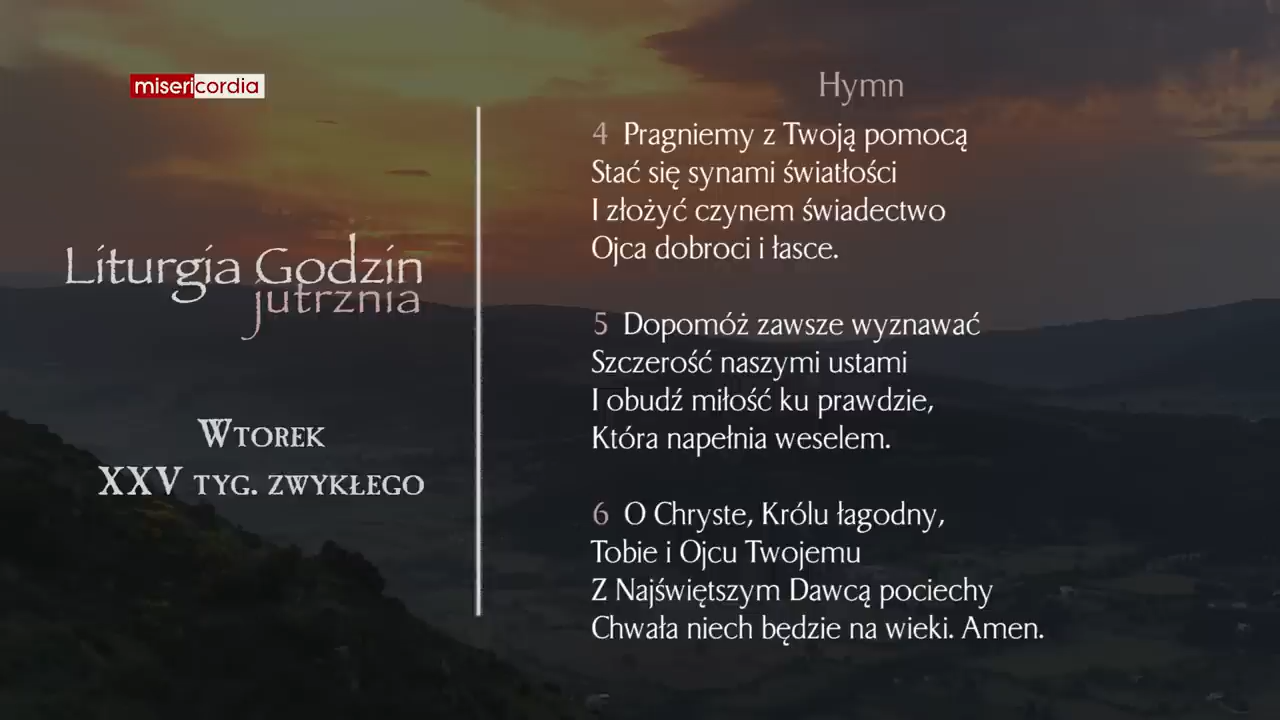 misericordia
Liturgia Godzin
jutrznia
Wtorek
XXV tyg. zwykłego
Hymn
4 Pragniemy z Twoją pomocą
Stać się synami światłości
I złożyć czynem świadectwo
Ojca dobroci i łasce.
5 Dopomóż zawsze wyznawać
Szczerość naszymi ustami
I obudź miłość ku prawdzie,
Która napełnia weselem.
6 O Chryste, Królu łagodny,
Tobie i Ojcu Twojemu
Z Najświętszym Dawcą pociechy
Chwała niech będzie na wieki. Amen.